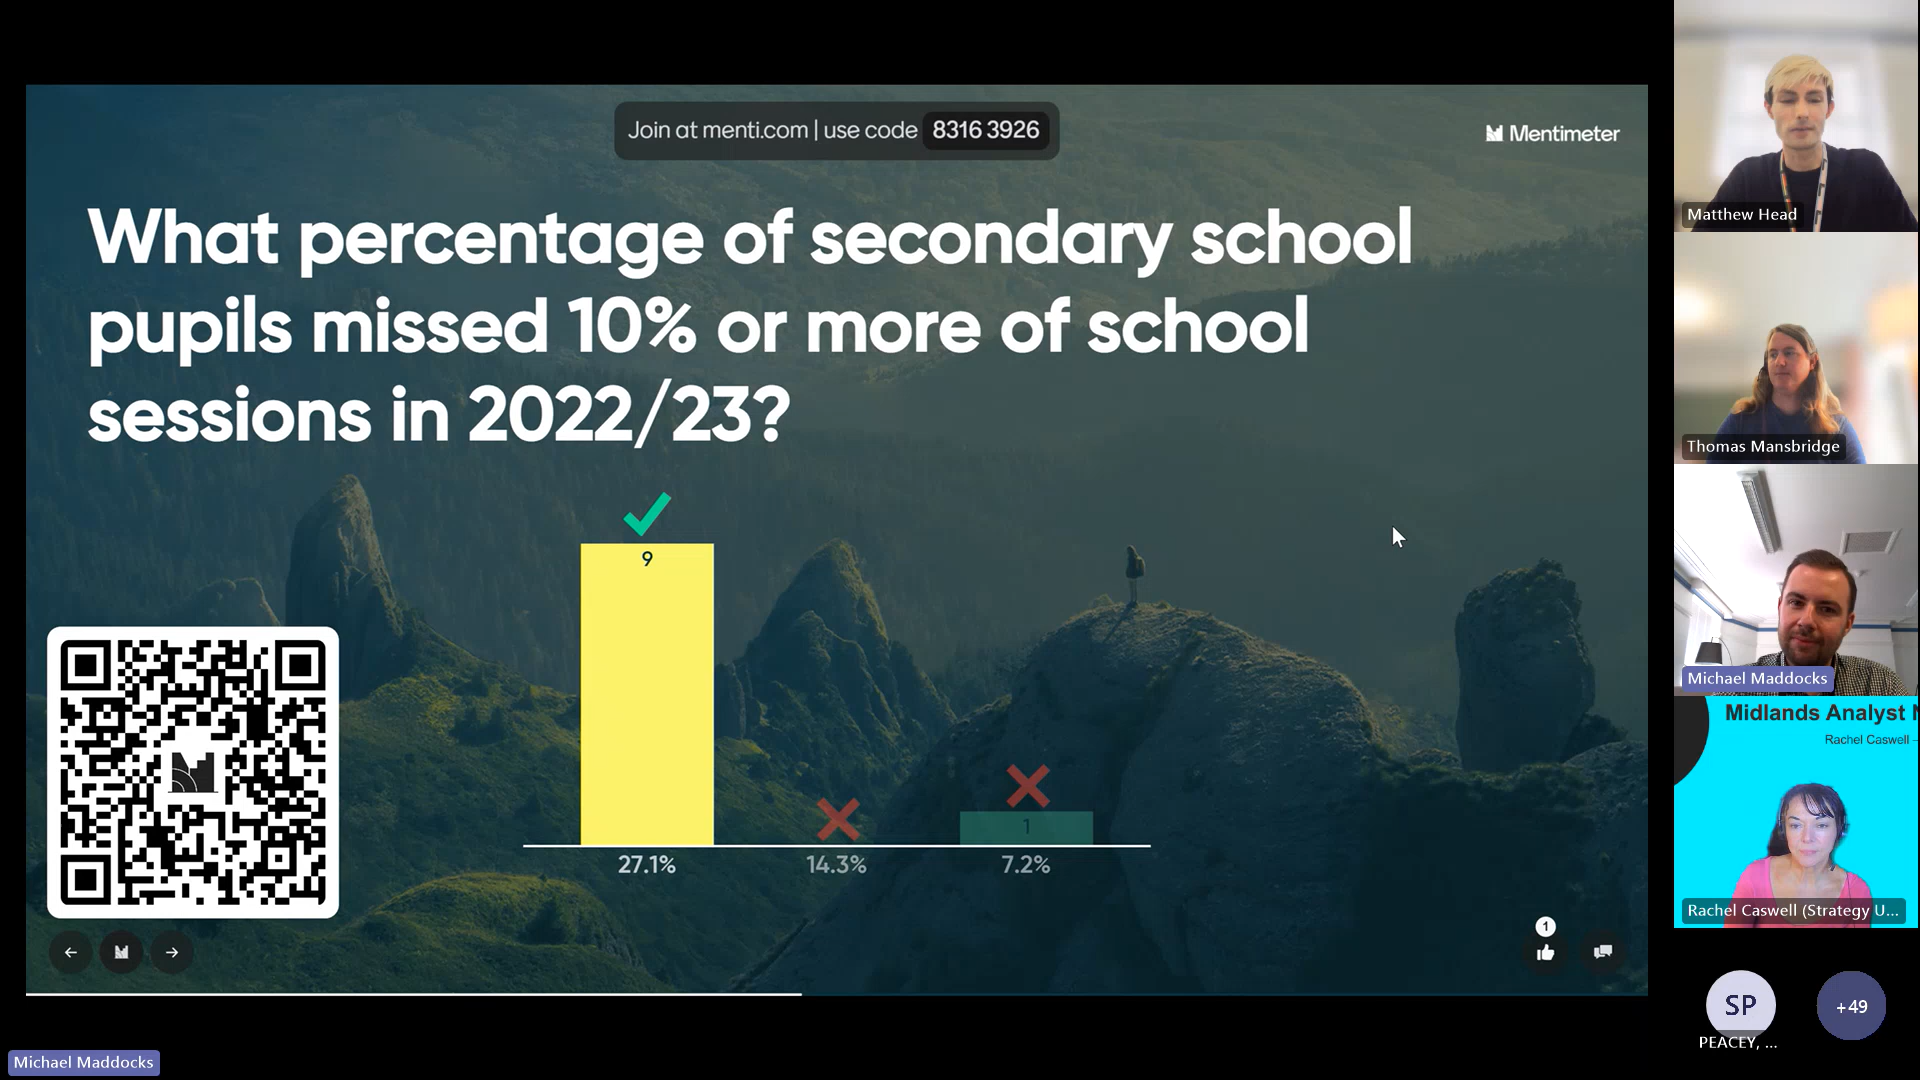 Join at menti.com | use code 8316 3926
Mentimeter
What percentage of secondary school
pupils missed 10% or more of school
sessions in 2022/23?
9
1
27.1%
14.3%
7.2%
1
Michael Maddocks
Matthew Head
Thomas Mansbridge
Michael Maddocks
Midlands Analyst N
Rachel Caswell –
Rachel Caswell (Strategy U...
SP
PEACEY, ...
+49